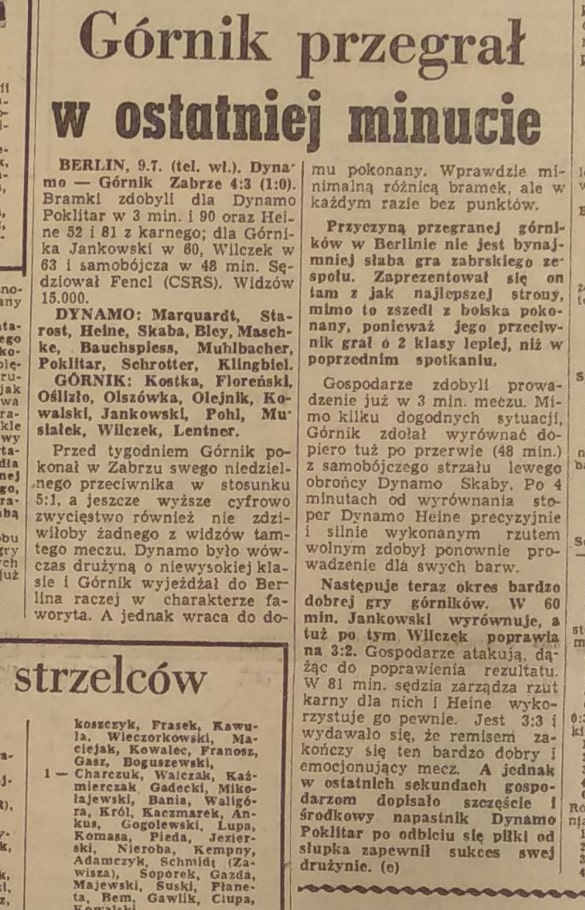 Górnik przegrał
w ostatniej minucie
BERLIN, 9.7. (tel. wł.). Dyna-
mo — Górnik Zabrze 4:3 (1:0).
Bramki zdobyli dla Dynamo
Poklitar w 3 min. i 90 oraz Hei-
ne 52 i 81 z karnego; dla Górni-
ka Jankowski w 60, Wilczek w
63 i samobójcza w 48 min. Sę-
dziował Fencl (CSRS). Widzów
15.000.
DYNAMO: Marquardt, Sta-
rost, Heine, Skaba, Bley, Masch-
ke, Bauchspiess, Muhlbacher,
Poklitar, Schrotter, Klingbiel.
GÓRNIK: Kostka, Floreński,
Oślizło, Olszówka, Olejnik, Ko-
walski, Jankowski, Pohl, Mu-
siałek, Wilczek, Lentner.
Przed tygodniem Górnik po-
konał w Zabrzu swego niedziel-
nego przeciwnika w stosunku
5:1, a jeszcze wyższe cyfrowo
zwycięstwo również nie zdzi-
wiłoby żadnego z widzów tam-
tego meczu. Dynamo było wów-
czas drużyną o niewysokiej kla-
sie i Górnik wyjeżdżał do Ber-
lina raczej w charakterze fa-
woryta. A jednak wraca do do-
mu pokonany. Wprawdzie mi-
nimalną różnicą bramek, ale w
każdym razie bez punktów.
Przyczyną przegranej górni-
ków w Berlinie nie jest bynaj-
mniej słaba gra zabrskiego ze-
społu. Zaprezentował się on
tam z jak najlepszej strony,
mimo to zszedł z boiska poko-
nany, ponieważ jego przeciw-
nik grał o 2 klasy lepiej, niż w
poprzednim spotkaniu.
Gospodarze zdobyli prowa-
dzenie już w 3 min. meczu. Mi-
mo kilku dogodnych sytuacji,
Górnik zdołał wyrównać do-
piero tuż po przerwie (48 min.)
z samobójczego strzału lewego
obrońcy Dynamo Skaby. Po 4
minutach od wyrównania sto-
per Dynamo Heine precyzyjnie
i silnie wykonanym rzutem
wolnym zdobył ponownie pro-
wadzenie dla swych barw.
Następuje teraz okres bardzo
dobrej gry górników. W 60
min. Jankowski wyrównuje, a
tuż po tym Wilczek poprawia
na 3:2. Gospodarze atakują, dą-
żąc do poprawienia rezultatu.
W 81 min. sędzia zarządza rzut
karny dla nich i Heine wyko-
rzystuje go pewnie. Jest 3:3 i
wydawało się, że remisem za-
kończy się ten bardzo dobry i
emocjonujący mecz. A jednak
w ostatnich sekundach gospo-
darzom dopisało szczęście i
środkowy napastnik Dynamo
Poklitar po odbiciu się piłki od
słupka zapewnił sukces swej
drużynie. (o)
strzelców
koszczyk, Frasek, Kawu-
la, Wieczorkowski, Ma-
ciejak, Kowalec, Franosz,
Gasz, Boguszewski,
1 — Charczuk, Walczak, Kaź-
mierczak, Gadecki, Miko-
łajewski, Bania, Waligó-
ra, Król, Kaczmarek, An-
kus, Gogolewski, Lupa,
Komasa, Pieda, Jezier-
ski, Nieroba, Kempny,
Adamczyk, Schmidt (Za-
wisza), Soporek, Gazda,
Majewski, Suski, Płane-
ta, Bem, Gawlik, Ciupa,